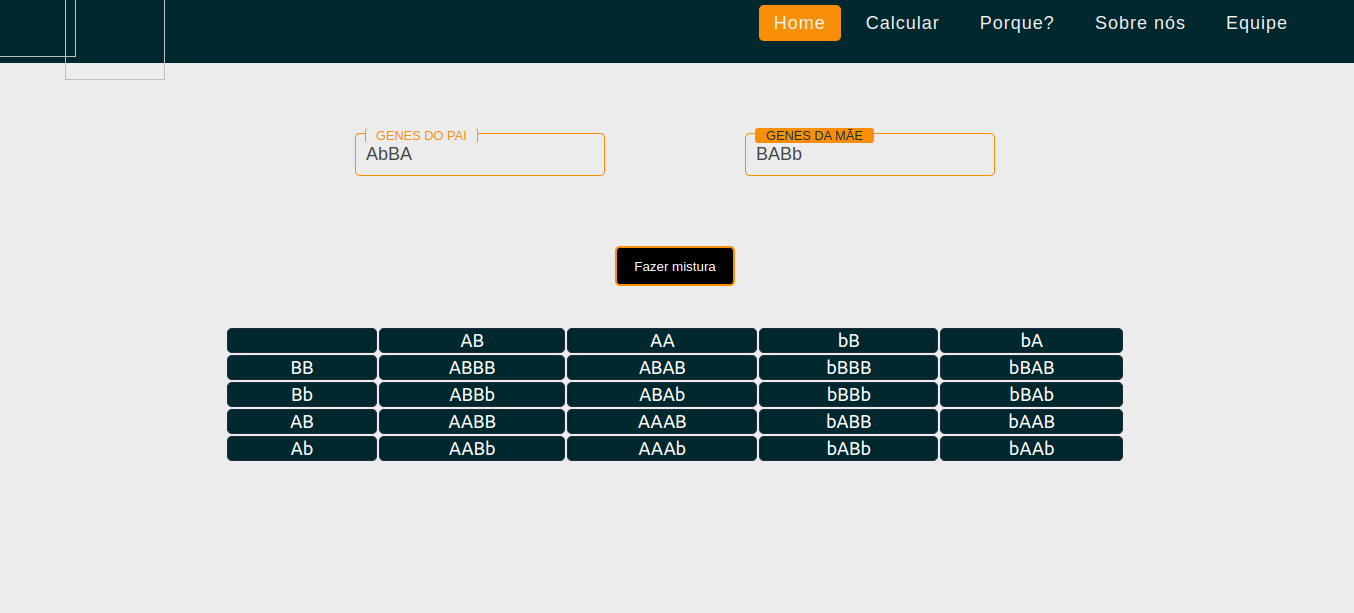 Home Calcular Porque? Sobre nós Equipe
GENES DO PAI GENES DA MÃE
AbBA BABb
Fazer mistura
AB AA bB bA
BB ABBB ABAB bBBB bBAB
Bb ABBb ABAb bBBb bBAb
AB AABB AAAB bABB bAAB
Ab AABb AAAb bABb bAAb